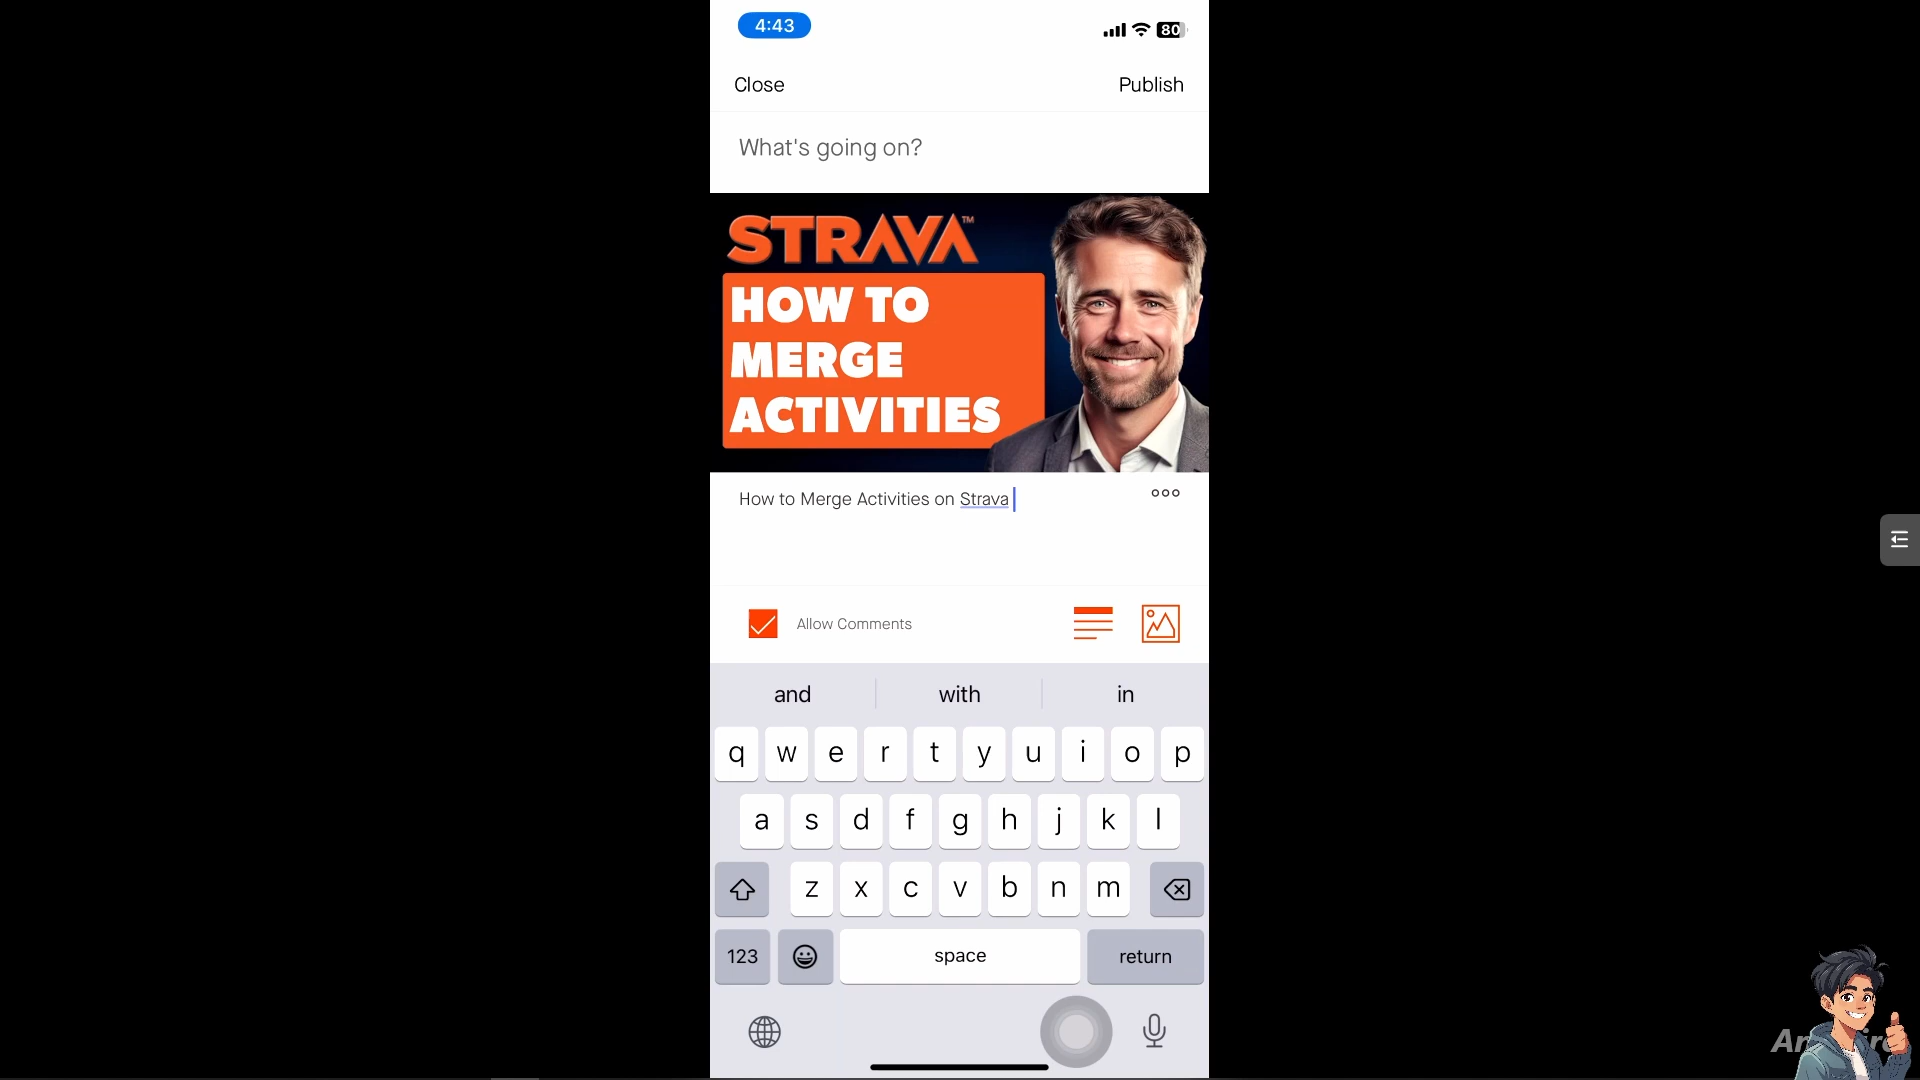 4:43
80
Close
Publish
What's going on?
STRAVA™
HOW TO
MERGE
ACTIVITIES
How to Merge Activities on Strava
Allow Comments
and with in
q w e r t y u i o p
a s d f g h j k l
z x c v b n m
123 space return